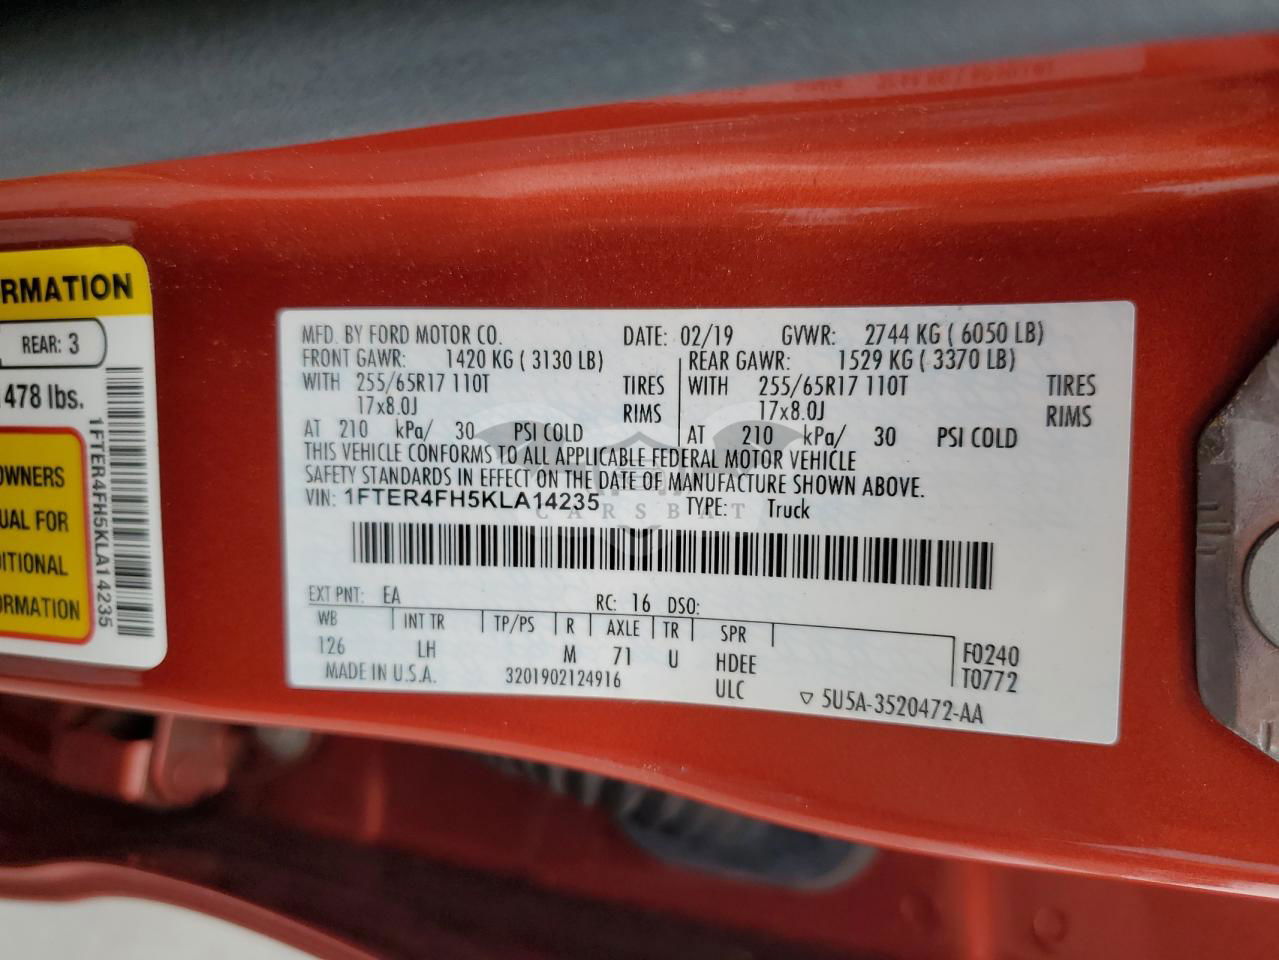 RMATION
REAR: 3
478 lbs.
OWNERS
UAL FOR
ITIONAL
ORMATION
1FTER4FH5KLA14235
MFD. BY FORD MOTOR CO. DATE: 02/19 GVWR: 2744 KG ( 6050 LB)
FRONT GAWR: 1420 KG ( 3130 LB) REAR GAWR: 1529 KG ( 3370 LB)
WITH 255/65R17 110T TIRES WITH 255/65R17 110T TIRES
17x8.0J RIMS 17x8.0J RIMS
AT 210 kPa/ 30 PSI COLD AT 210 kPa/ 30 PSI COLD
THIS VEHICLE CONFORMS TO ALL APPLICABLE FEDERAL MOTOR VEHICLE
SAFETY STANDARDS IN EFFECT ON THE DATE OF MANUFACTURE SHOWN ABOVE.
VIN: 1FTER4FH5KLA14235 TYPE: Truck
CARSBAT
EXT PNT: EA RC: 16 DSO:
WB INT TR TP/PS R AXLE TR SPR
126 LH M 71 U HDEE F0240
MADE IN U.S.A. 3201902124916 ULC T0772
5U5A-3520472-AA